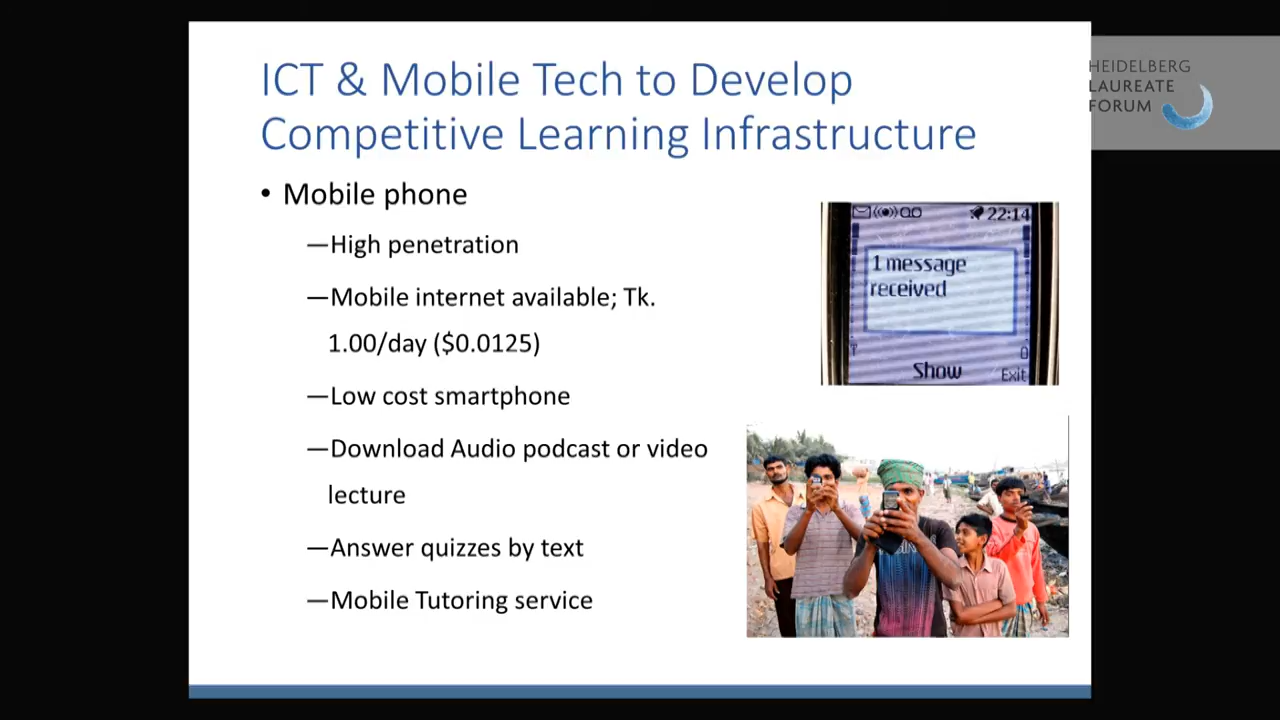 ICT & Mobile Tech to Develop
Competitive Learning Infrastructure
• Mobile phone
—High penetration
—Mobile internet available; Tk.
1.00/day ($0.0125)
—Low cost smartphone
—Download Audio podcast or video
lecture
—Answer quizzes by text
—Mobile Tutoring service
22:14
1 message
received
Show
Exit
HEIDELBERG
LAUREATE
FORUM